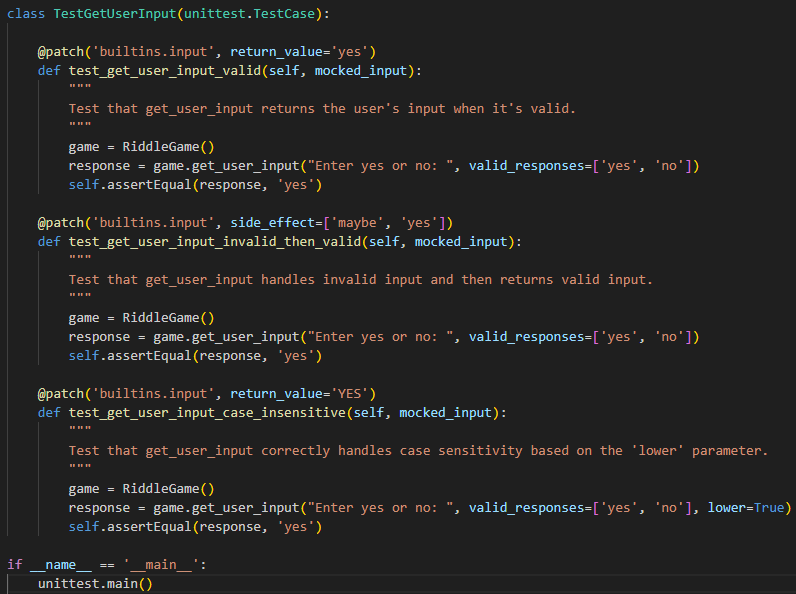 class TestGetUserInput(unittest.TestCase):

    @patch('builtins.input', return_value='yes')
    def test_get_user_input_valid(self, mocked_input):
        """
        Test that get_user_input returns the user's input when it's valid.
        """
        game = RiddleGame()
        response = game.get_user_input("Enter yes or no: ", valid_responses=['yes', 'no'])
        self.assertEqual(response, 'yes')

    @patch('builtins.input', side_effect=['maybe', 'yes'])
    def test_get_user_input_invalid_then_valid(self, mocked_input):
        """
        Test that get_user_input handles invalid input and then returns valid input.
        """
        game = RiddleGame()
        response = game.get_user_input("Enter yes or no: ", valid_responses=['yes', 'no'])
        self.assertEqual(response, 'yes')

    @patch('builtins.input', return_value='YES')
    def test_get_user_input_case_insensitive(self, mocked_input):
        """
        Test that get_user_input correctly handles case sensitivity based on the 'lower' parameter.
        """
        game = RiddleGame()
        response = game.get_user_input("Enter yes or no: ", valid_responses=['yes', 'no'], lower=True)
        self.assertEqual(response, 'yes')

if __name__ == '__main__':
    unittest.main()